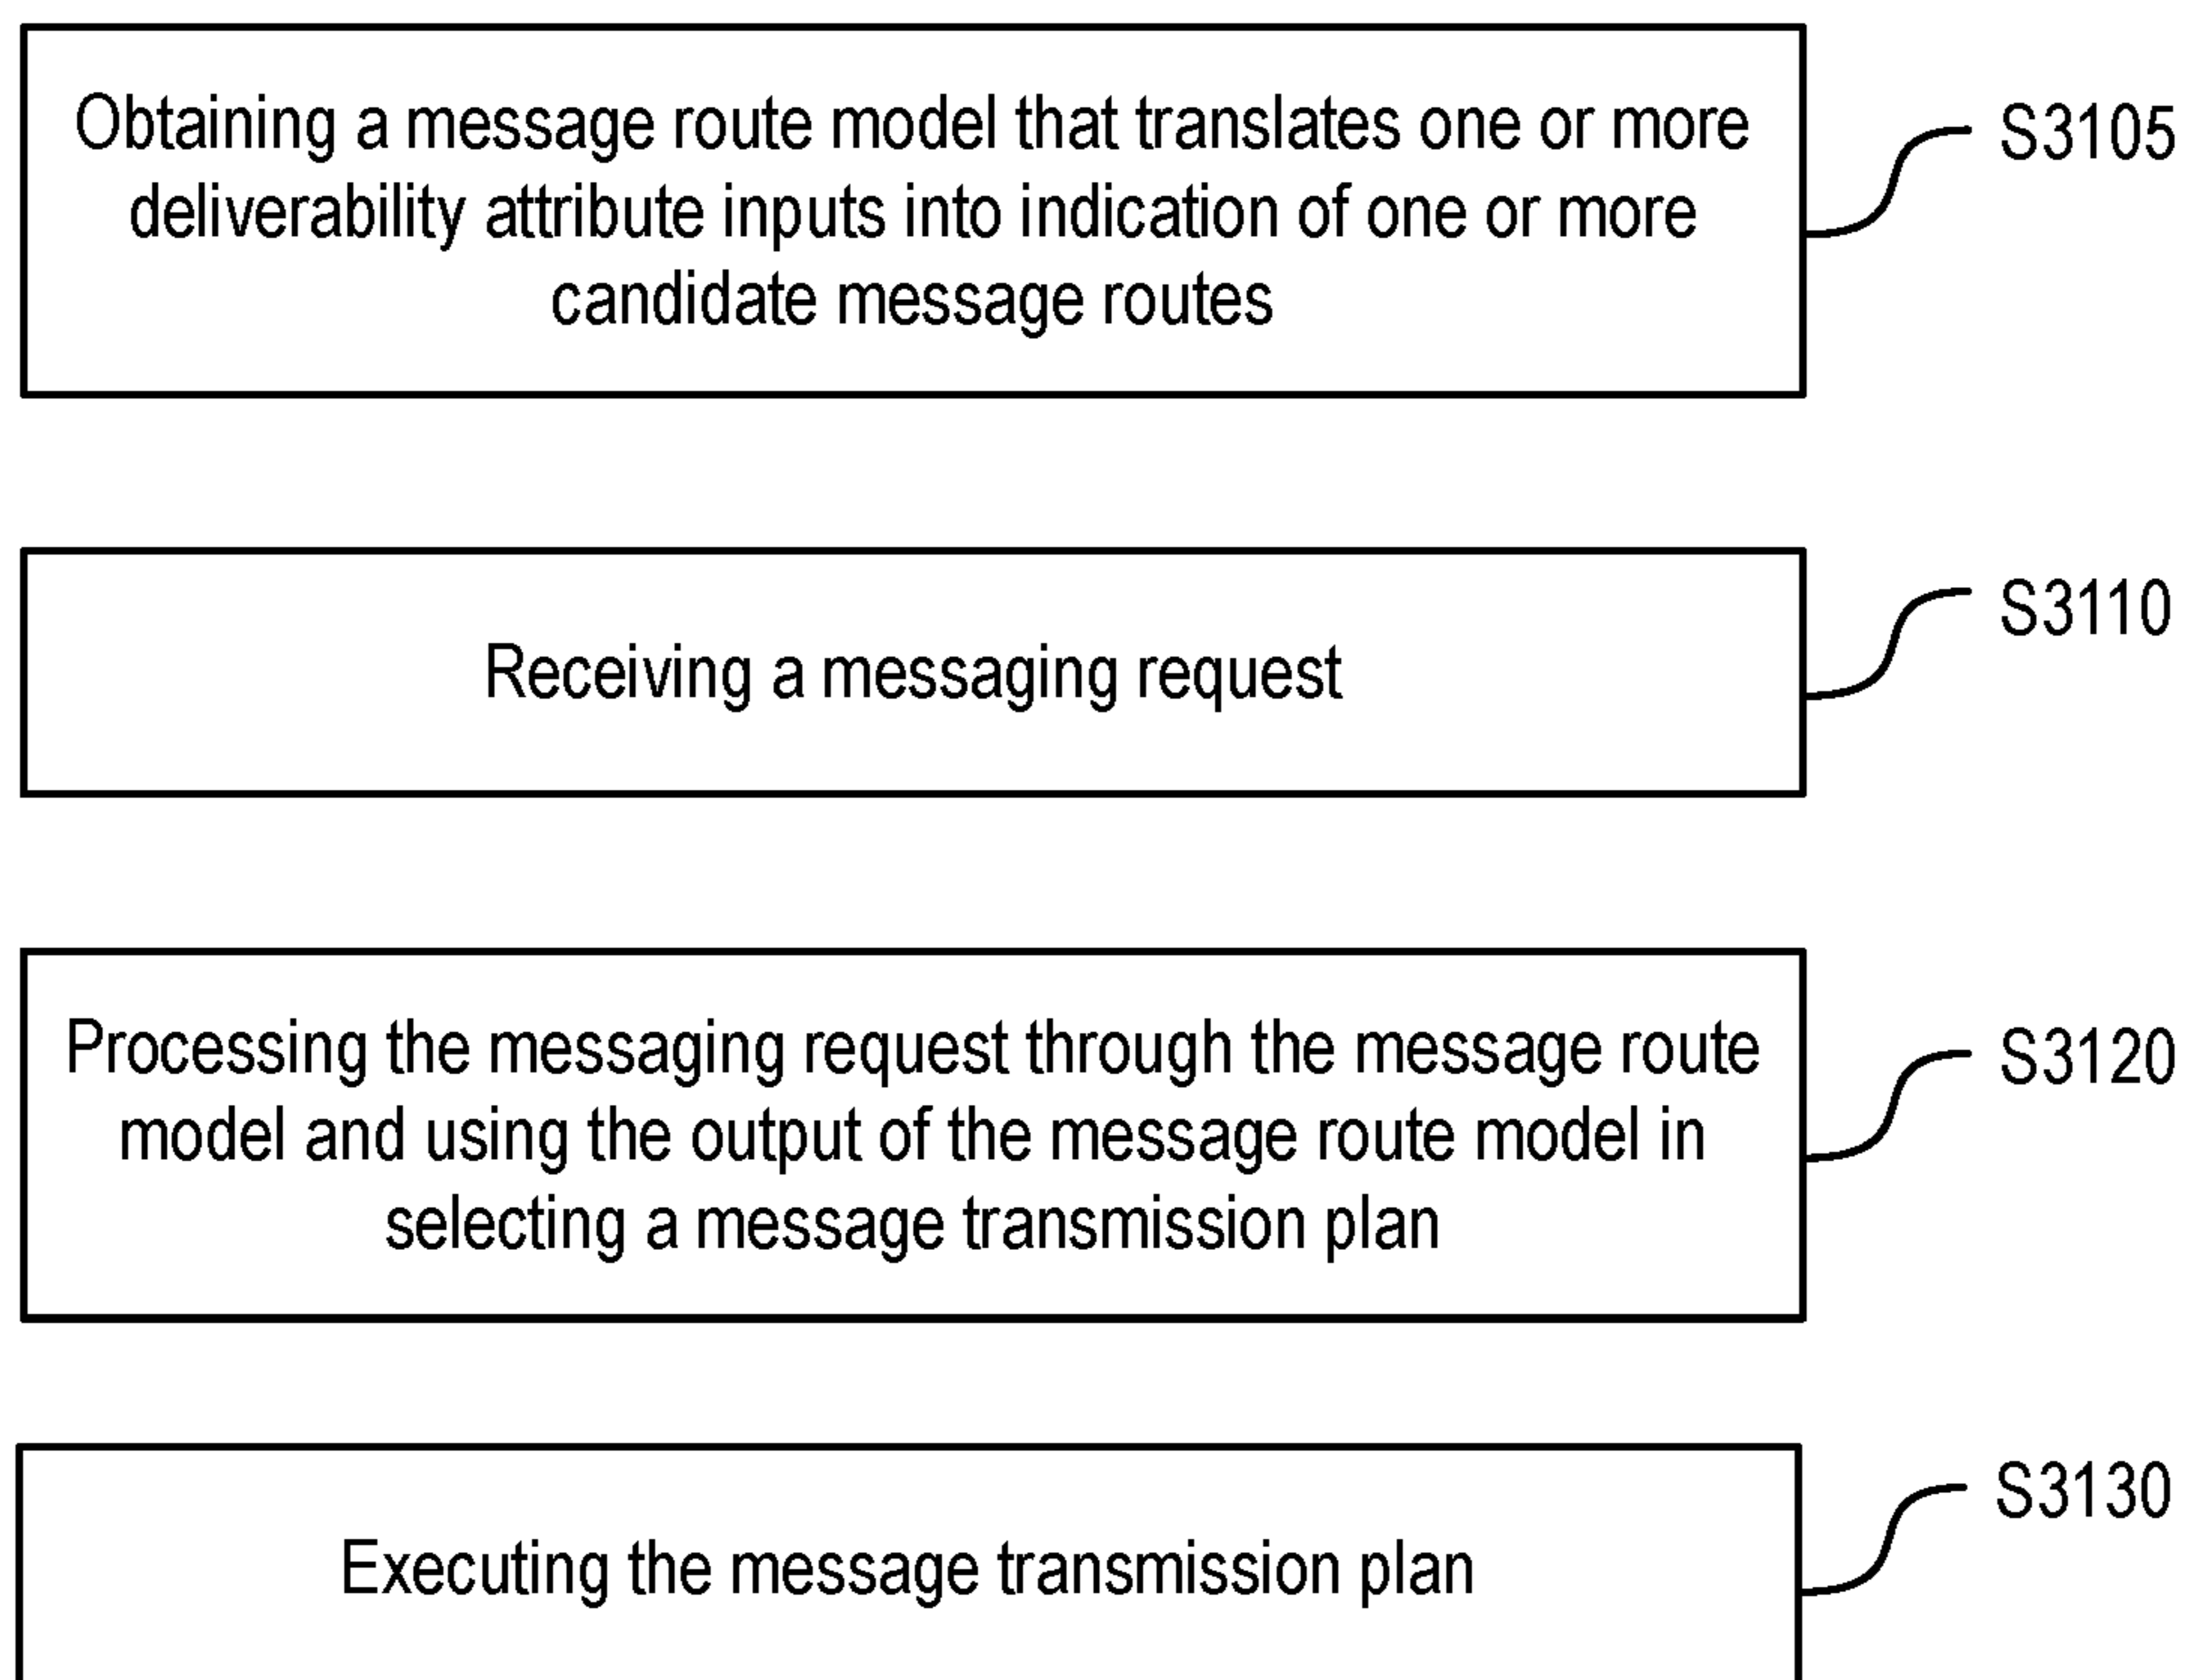 Obtaining a message route model that translates one or more
deliverability attribute inputs into indication of one or more
candidate message routes
S3105
Receiving a messaging request
S3110
Processing the messaging request through the message route
model and using the output of the message route model in
selecting a message transmission plan
S3120
Executing the message transmission plan
S3130